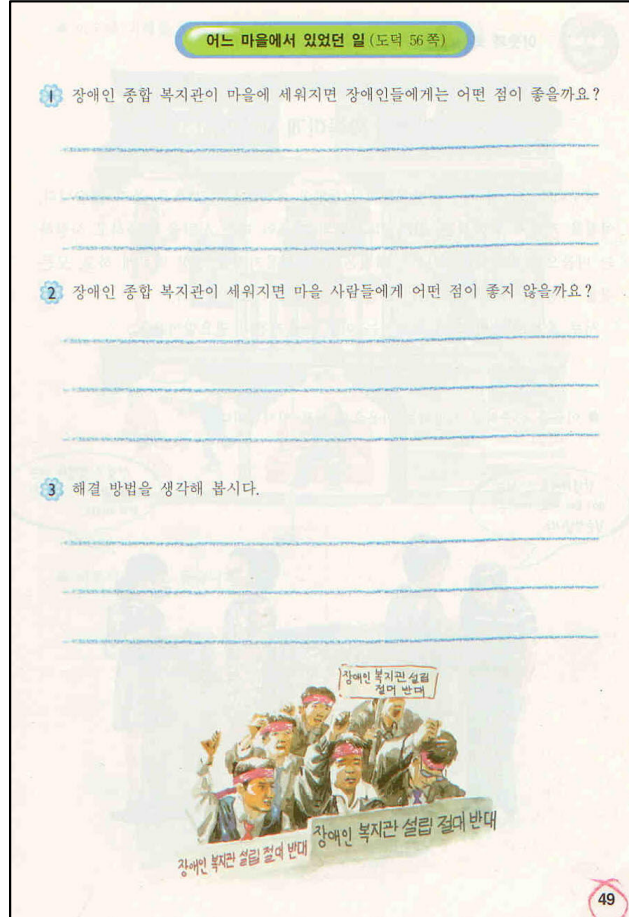 어느 마을에서 있었던 일 (도덕 56쪽)
1 장애인 종합 복지관이 마을에 세워지면 장애인들에게는 어떤 점이 좋을까요?
2 장애인 종합 복지관이 세워지면 마을 사람들에게 어떤 점이 좋지 않을까요?
3 해결 방법을 생각해 봅시다.
장애인 복지관 설립
절머 반대
장애인 복지관 설립 절대 반대
장애인 복지관 설립 절대 반대
49